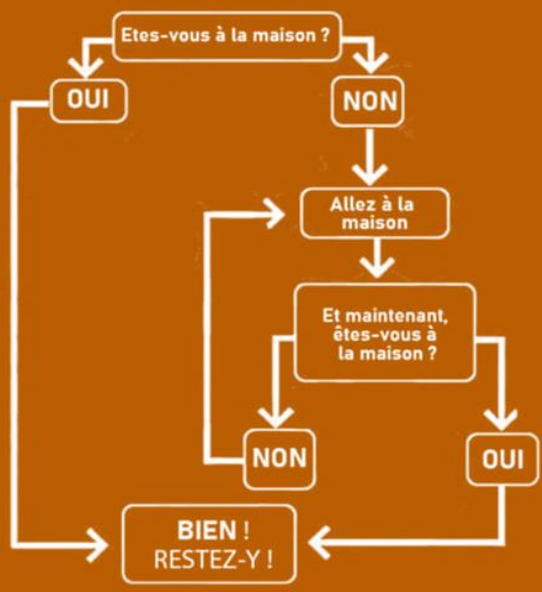 Etes-vous à la maison ?
OUI
NON
Allez à la
maison
Et maintenant,
êtes-vous à
la maison ?
NON
OUI
BIEN !
RESTEZ-Y !